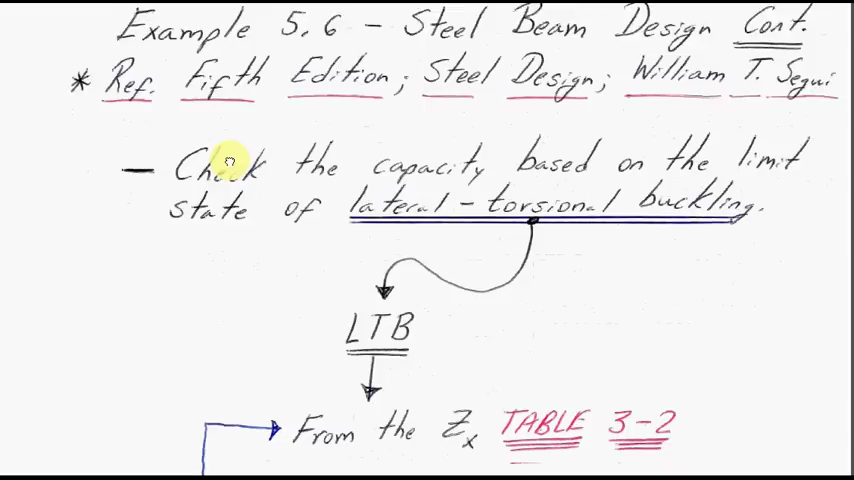 Example 5.6 - Steel Beam Design Cont.
* Ref. Fifth Edition; Steel Design; William T. Segui
- Check the capacity based on the limit
state of lateral-torsional buckling.
LTB
From the Zx TABLE 3-2